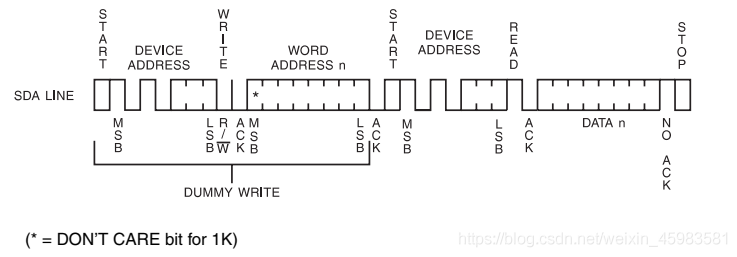 START
WRITE
START
READ
STOP
DEVICE
ADDRESS
WORD
ADDRESS n
DEVICE
ADDRESS
SDA LINE
*
MSB
LSB
R/W̅
ACK
MSB
LSB
ACK
MSB
LSB
ACK
DATA n
NO ACK
DUMMY WRITE
(* = DON'T CARE bit for 1K)
https://blog.csdn.net/weixin_45983581